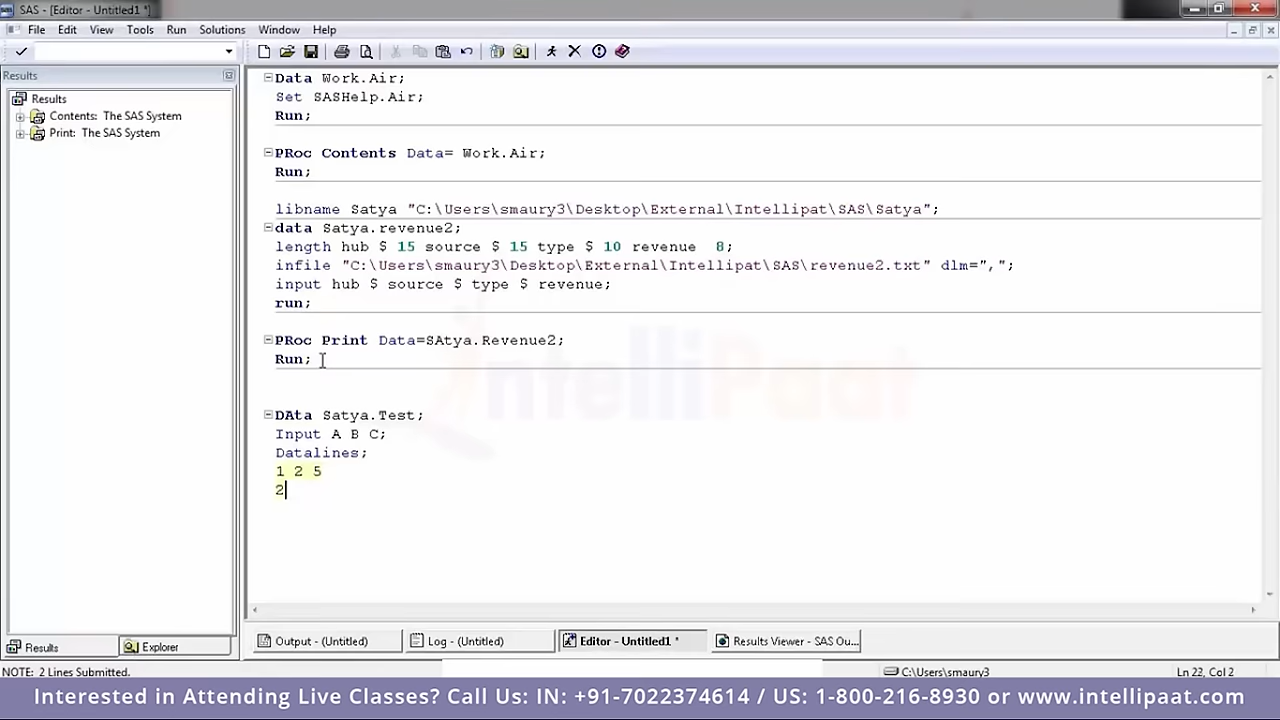 SAS - [Editor - Untitled1 *]
File Edit View Tools Run Solutions Window Help
Results
Results
Contents: The SAS System
Print: The SAS System
Data Work.Air;
Set SASHelp.Air;
Run;
PRoc Contents Data= Work.Air;
Run;
libname Satya "C:\Users\smaury3\Desktop\External\Intellipat\SAS\Satya";
data Satya.revenue2;
length hub $ 15 source $ 15 type $ 10 revenue 8;
infile "C:\Users\smaury3\Desktop\External\Intellipat\SAS\revenue2.txt" dlm=",";
input hub $ source $ type $ revenue;
run;
PRoc Print Data=SAtya.Revenue2;
Run;
IntelliPaat
DAta Satya.Test;
Input A B C;
Datalines;
1 2 5
2
Results Explorer
Output - (Untitled) Log - (Untitled) Editor - Untitled1 * Results Viewer - SAS Ou...
NOTE: 2 Lines Submitted. C:\Users\smaury3 Ln 22, Col 2
Interested in Attending Live Classes? Call Us: IN: +91-7022374614 / US: 1-800-216-8930 or www.intellipaat.com